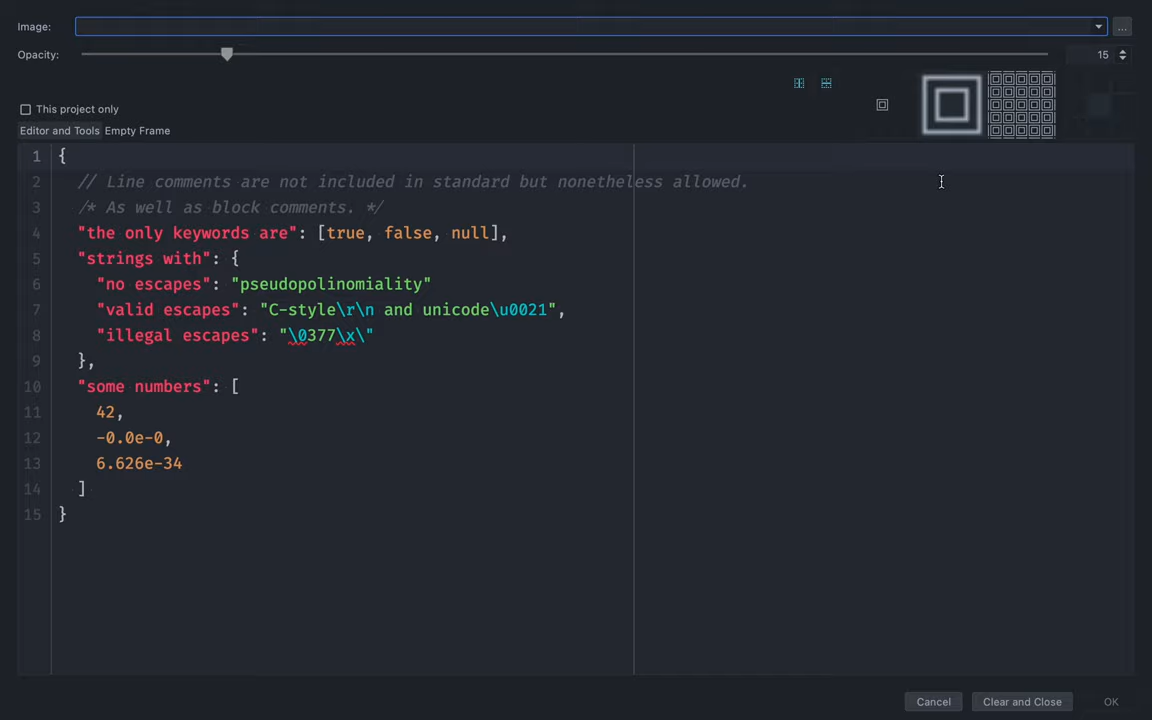 Image:
...
Opacity:
15
This project only
Editor and Tools Empty Frame
1 {
2 // Line comments are not included in standard but nonetheless allowed.
3 /* As well as block comments. */
4 "the only keywords are": [true, false, null],
5 "strings with": {
6 "no escapes": "pseudopolinomiality"
7 "valid escapes": "C-style\r\n and unicode\u0021",
8 "illegal escapes": "\0377\x\"
9 },
10 "some numbers": [
11 42,
12 -0.0e-0,
13 6.626e-34
14 ]
15 }
Cancel Clear and Close OK